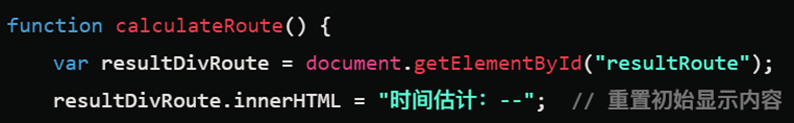 function calculateRoute() {
    var resultDivRoute = document.getElementById("resultRoute");
    resultDivRoute.innerHTML = "时间估计：--";  // 重置初始显示内容